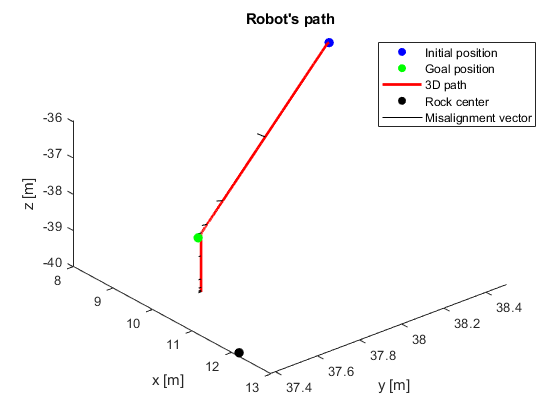 Robot's path
Initial position
Goal position
3D path
Rock center
Misalignment vector
-36
-37
-38
-39
-40
z [m]
8
9
10
11
12
13
x [m]
37.4
37.6
37.8
38
38.2
38.4
y [m]